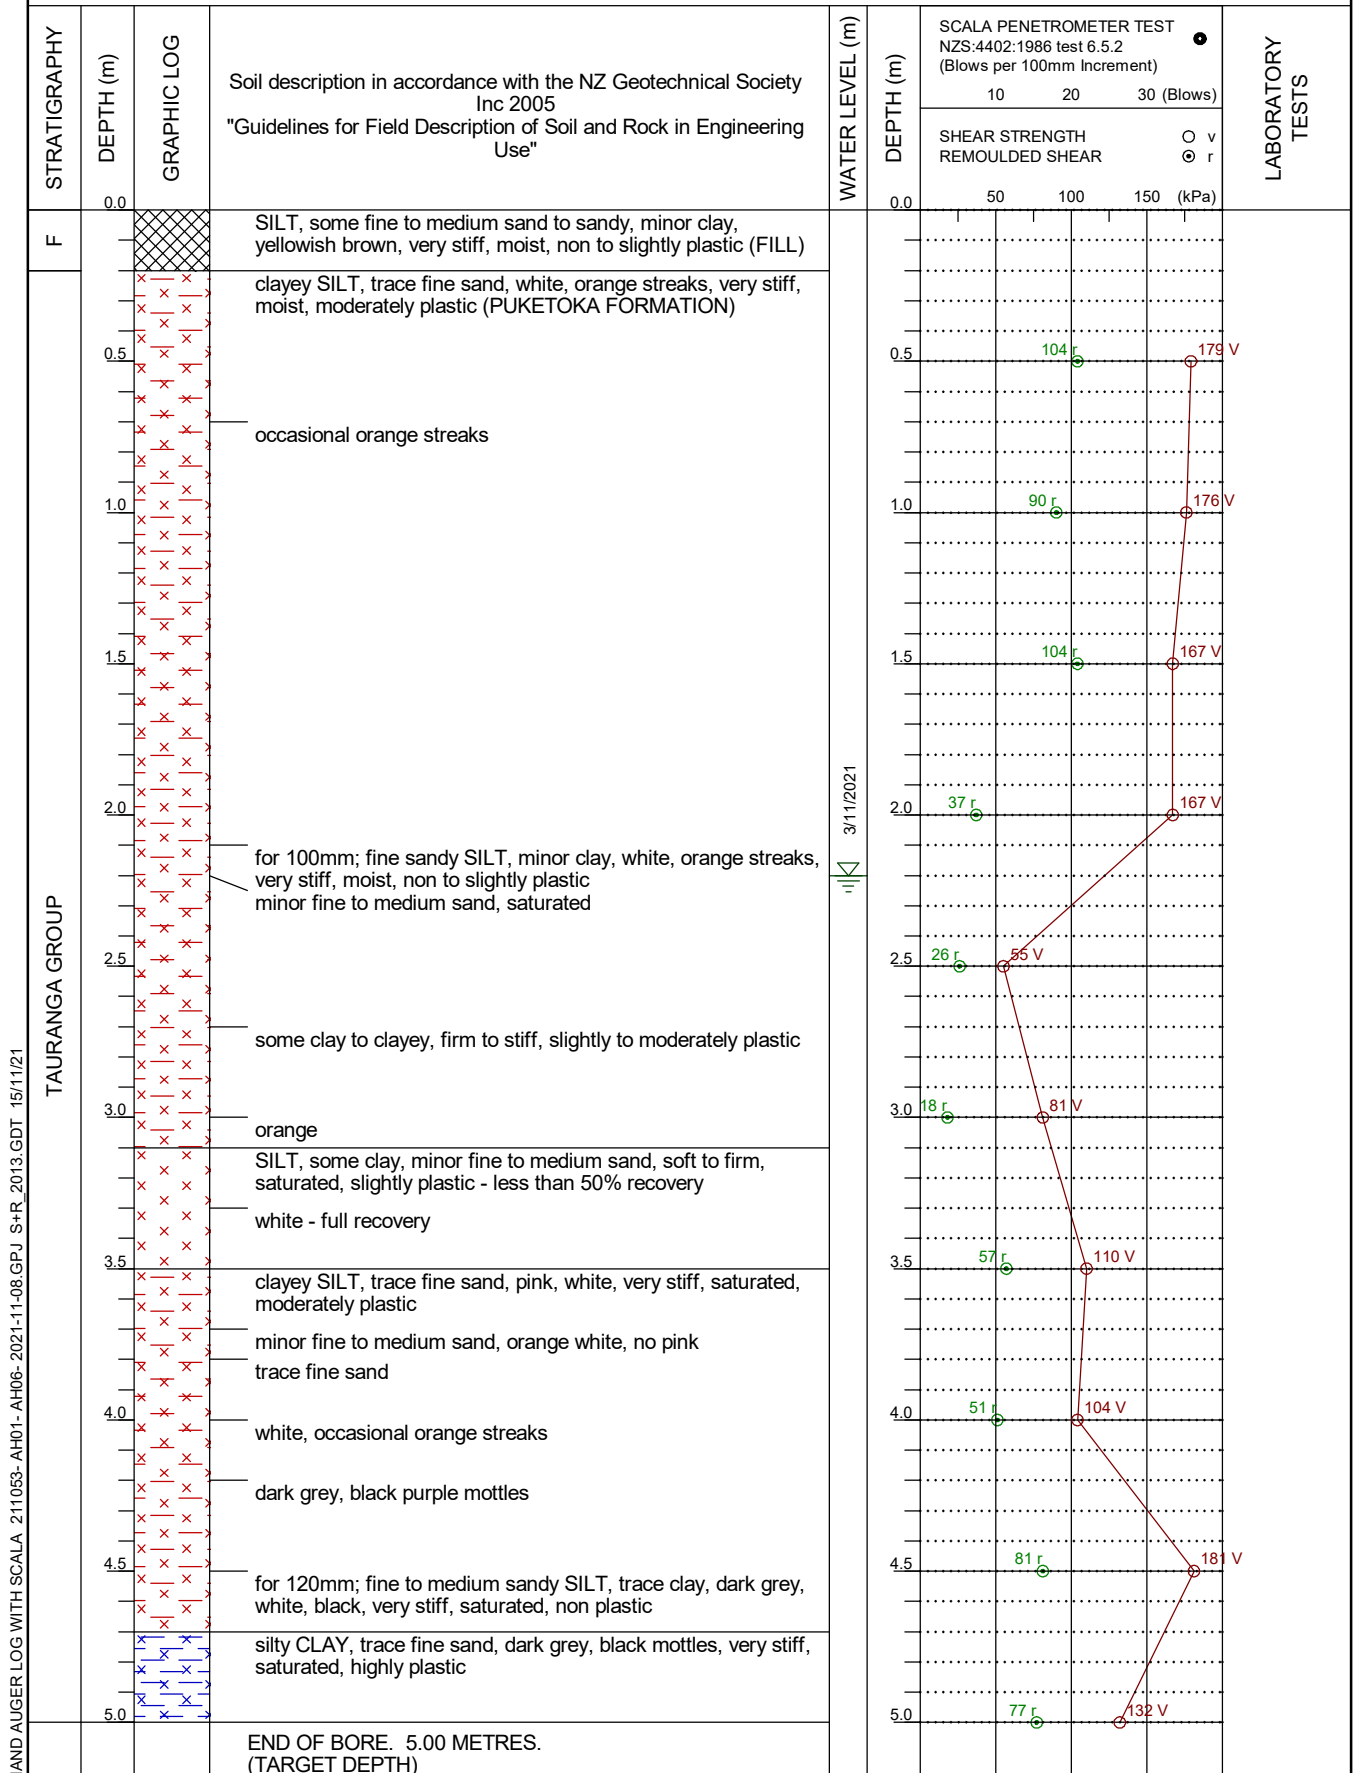 STRATIGRAPHY
DEPTH (m)
GRAPHIC LOG
Soil description in accordance with the NZ Geotechnical Society
Inc 2005
"Guidelines for Field Description of Soil and Rock in Engineering
Use"
WATER LEVEL (m)
DEPTH (m)
SCALA PENETROMETER TEST
NZS:4402:1986 test 6.5.2
(Blows per 100mm Increment)
10 20 30 (Blows)
SHEAR STRENGTH v
REMOULDED SHEAR r
50 100 150 (kPa)
LABORATORY
TESTS
0.0
0.0
F
SILT, some fine to medium sand to sandy, minor clay,
yellowish brown, very stiff, moist, non to slightly plastic (FILL)
clayey SILT, trace fine sand, white, orange streaks, very stiff,
moist, moderately plastic (PUKETOKA FORMATION)
0.5
0.5
104 r
179 V
occasional orange streaks
1.0
1.0
90 r
176 V
1.5
1.5
104 r
167 V
2.0
3/11/2021
2.0
37 r
167 V
for 100mm; fine sandy SILT, minor clay, white, orange streaks,
very stiff, moist, non to slightly plastic
minor fine to medium sand, saturated
TAURANGA GROUP
2.5
2.5
26 r
55 V
some clay to clayey, firm to stiff, slightly to moderately plastic
3.0
3.0
18 r
81 V
orange
SILT, some clay, minor fine to medium sand, soft to firm,
saturated, slightly plastic - less than 50% recovery
white - full recovery
3.5
3.5
57 r
110 V
clayey SILT, trace fine sand, pink, white, very stiff, saturated,
moderately plastic
minor fine to medium sand, orange white, no pink
trace fine sand
4.0
4.0
51 r
104 V
white, occasional orange streaks
dark grey, black purple mottles
4.5
4.5
81 r
181 V
for 120mm; fine to medium sandy SILT, trace clay, dark grey,
white, black, very stiff, saturated, non plastic
silty CLAY, trace fine sand, dark grey, black mottles, very stiff,
saturated, highly plastic
5.0
5.0
77 r
132 V
END OF BORE. 5.00 METRES.
(TARGET DEPTH)
AND AUGER LOG WITH SCALA 211053- AH01- AH06- 2021-11-08.GPJ S+R_2013.GDT 15/11/21